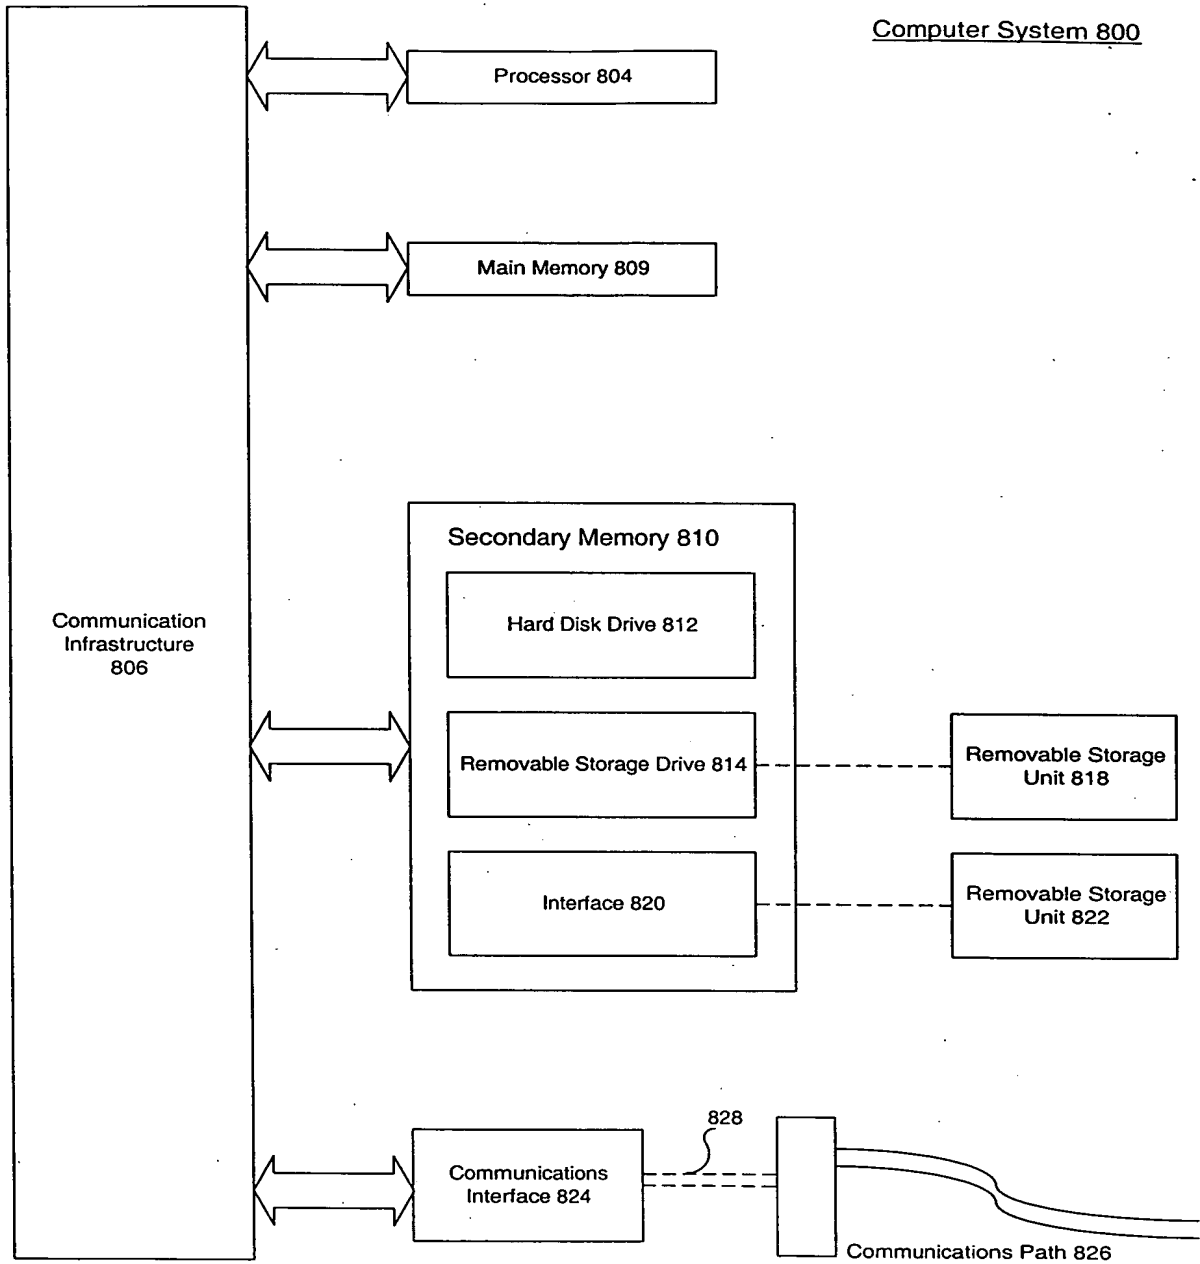 Computer System 800
Processor 804
Main Memory 809
Communication
Infrastructure
806
Secondary Memory 810
Hard Disk Drive 812
Removable Storage Drive 814
Removable Storage
Unit 818
Interface 820
Removable Storage
Unit 822
828
Communications
Interface 824
Communications Path 826